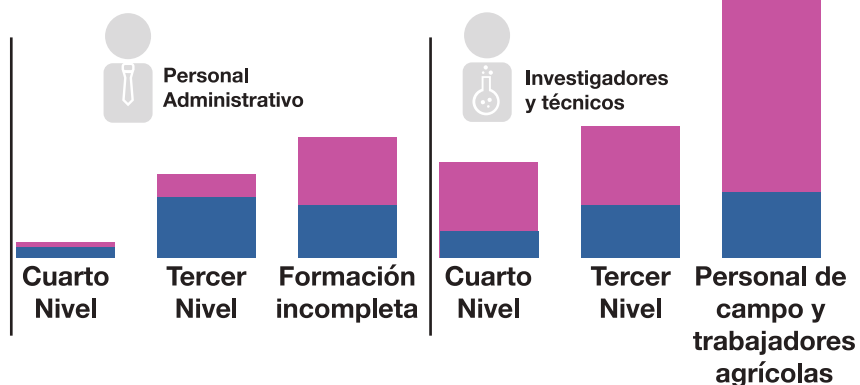 Personal
Administrativo
Investigadores
y técnicos
Cuarto
Nivel
Tercer
Nivel
Formación
incompleta
Cuarto
Nivel
Tercer
Nivel
Personal de
campo y
trabajadores
agrícolas